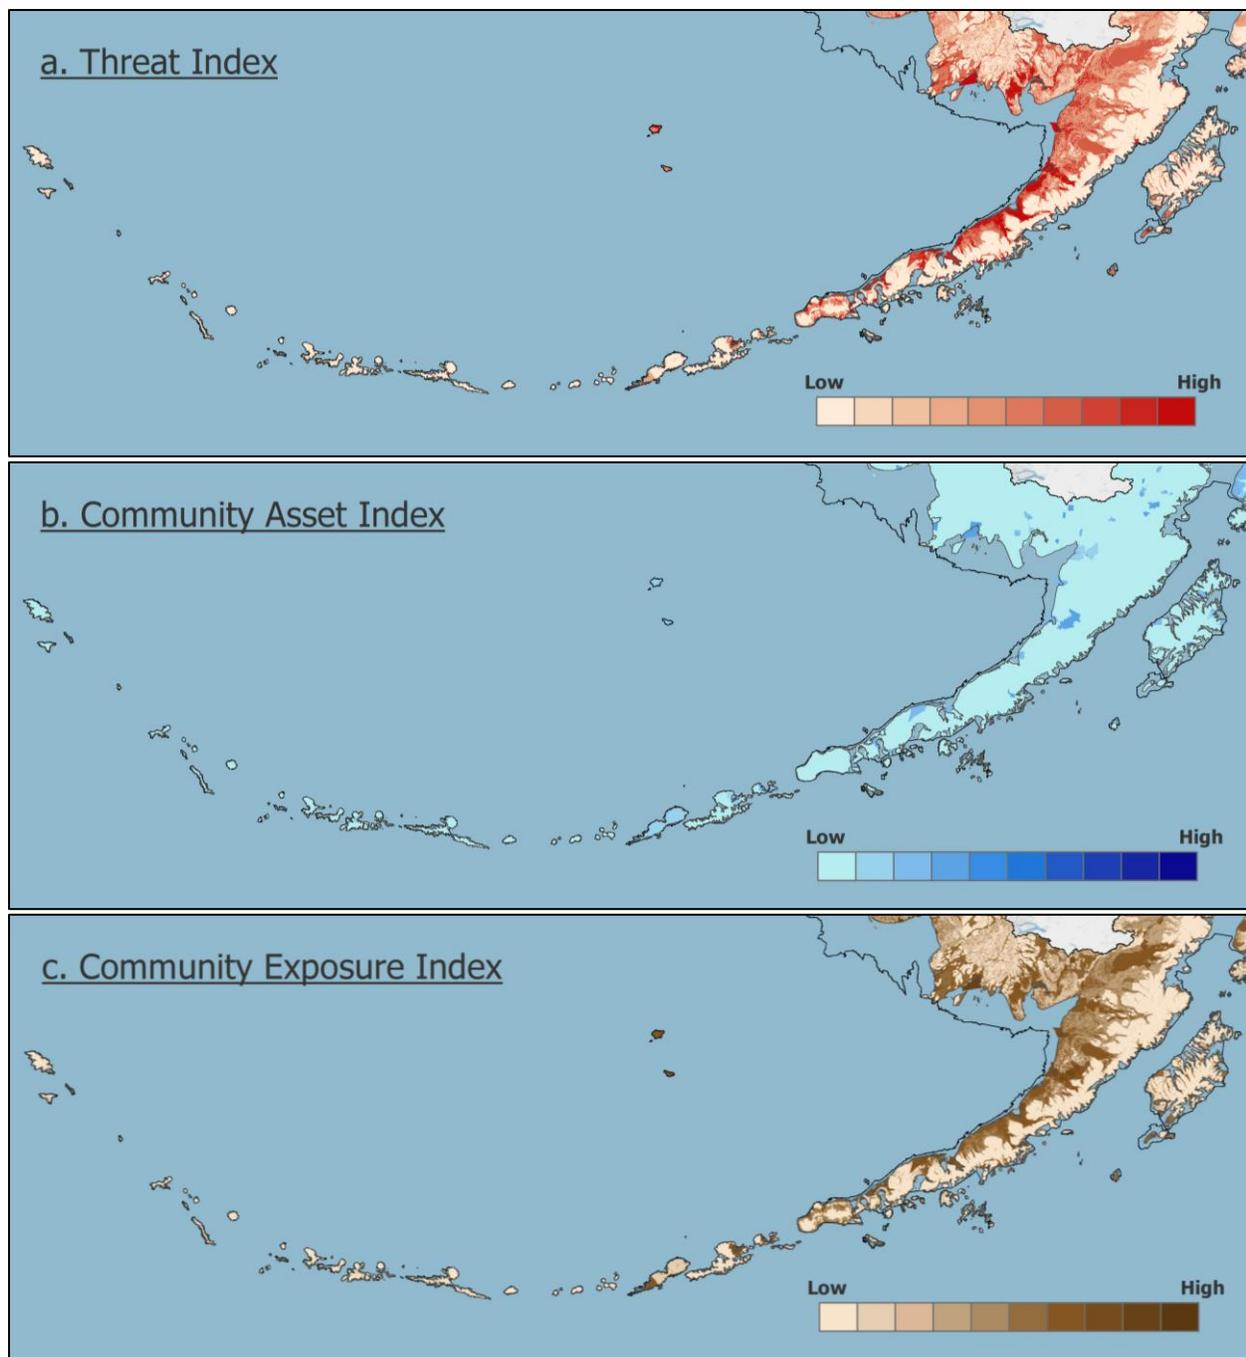 a. Threat Index
Low High
b. Community Asset Index
Low High
c. Community Exposure Index
Low High